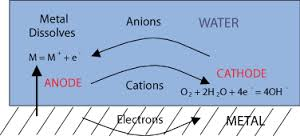 Metal
Dissolves
Anions
WATER
M = M⁺ + e⁻
ANODE
CATHODE
Cations
O₂ + 2H₂O + 4e⁻ = 4OH⁻
Electrons
METAL